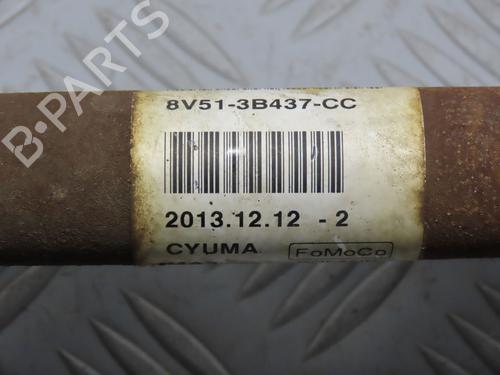 8V51-3B437-CC
2013.12.12 - 2
CYUMA
FoMoCo
B-PARTS